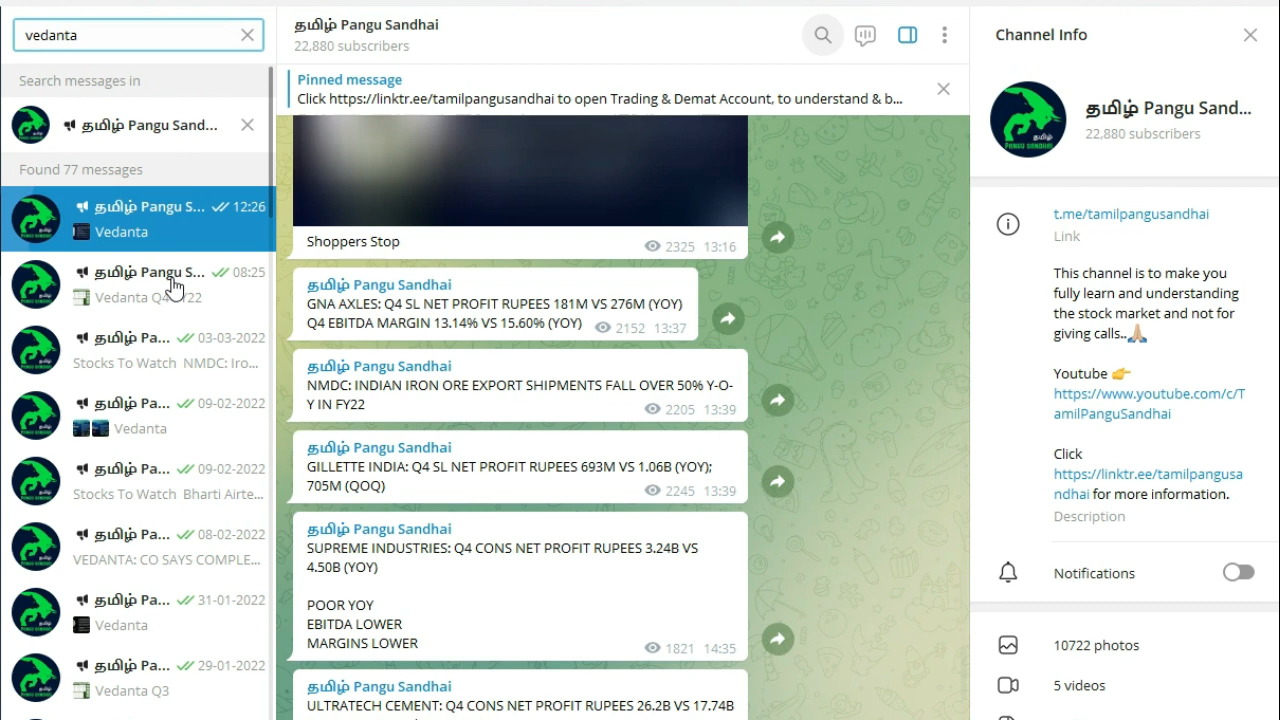 vedanta
Search messages in
தமிழ் Pangu Sand...
Found 77 messages
தமிழ் Pangu S... 12:26
Vedanta
தமிழ் Pangu S... 08:25
Vedanta Q4 22
தமிழ் Pa... 03-03-2022
Stocks To Watch NMDC: Iro...
தமிழ் Pa... 09-02-2022
Vedanta
தமிழ் Pa... 09-02-2022
Stocks To Watch Bharti Airte...
தமிழ் Pa... 08-02-2022
VEDANTA: CO SAYS COMPLE...
தமிழ் Pa... 31-01-2022
Vedanta
தமிழ் Pa... 29-01-2022
Vedanta Q3
தமிழ் Pangu Sandhai
22,880 subscribers
Pinned message
Click https://linktr.ee/tamilpangusandhai to open Trading & Demat Account, to understand & b...
Shoppers Stop
2325 13:16
தமிழ் Pangu Sandhai
GNA AXLES: Q4 SL NET PROFIT RUPEES 181M VS 276M (YOY)
Q4 EBITDA MARGIN 13.14% VS 15.60% (YOY) 2152 13:37
தமிழ் Pangu Sandhai
NMDC: INDIAN IRON ORE EXPORT SHIPMENTS FALL OVER 50% Y-O-
Y IN FY22 2205 13:39
தமிழ் Pangu Sandhai
GILLETTE INDIA: Q4 SL NET PROFIT RUPEES 693M VS 1.06B (YOY);
705M (QOQ) 2245 13:39
தமிழ் Pangu Sandhai
SUPREME INDUSTRIES: Q4 CONS NET PROFIT RUPEES 3.24B VS
4.50B (YOY)
POOR YOY
EBITDA LOWER
MARGINS LOWER 1821 14:35
தமிழ் Pangu Sandhai
ULTRATECH CEMENT: Q4 CONS NET PROFIT RUPEES 26.2B VS 17.74B
Channel Info
தமிழ் Pangu Sand...
22,880 subscribers
t.me/tamilpangusandhai
Link
This channel is to make you
fully learn and understanding
the stock market and not for
giving calls..🙏🏼
Youtube 👉
https://www.youtube.com/c/T
amilPanguSandhai
Click
https://linktr.ee/tamilpangusa
ndhai for more information.
Description
Notifications
10722 photos
5 videos